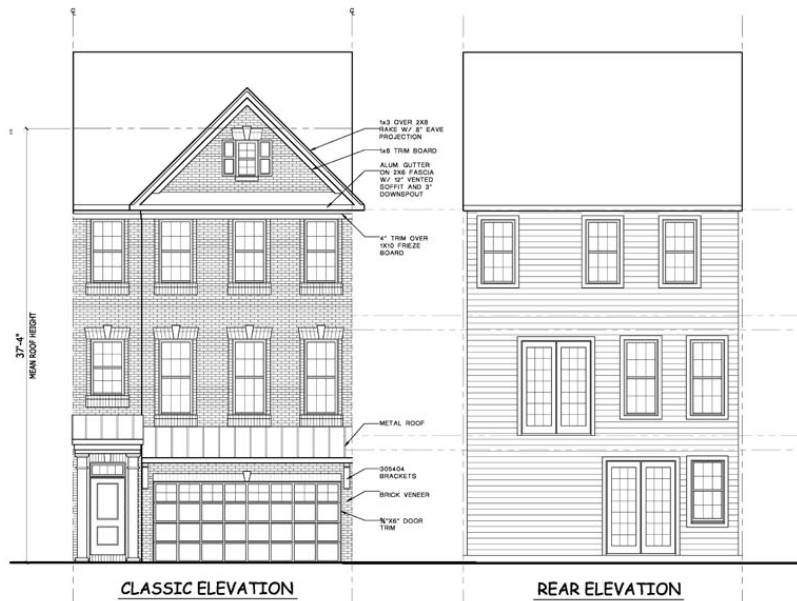 1x3 OVER 2X8
RAKE W/ 8" EAVE
PROJECTION
1x8 TRIM BOARD
ALUM. GUTTER
ON 2X6 FASCIA
W/ 12" VENTED
SOFFIT AND 3"
DOWNSPOUT
4" TRIM OVER
1X10 FRIEZE
BOARD
37'-4"
MEAN ROOF HEIGHT
METAL ROOF
BRACKETS
BRICK VENEER
DOOR
TRIM
CLASSIC ELEVATION
REAR ELEVATION